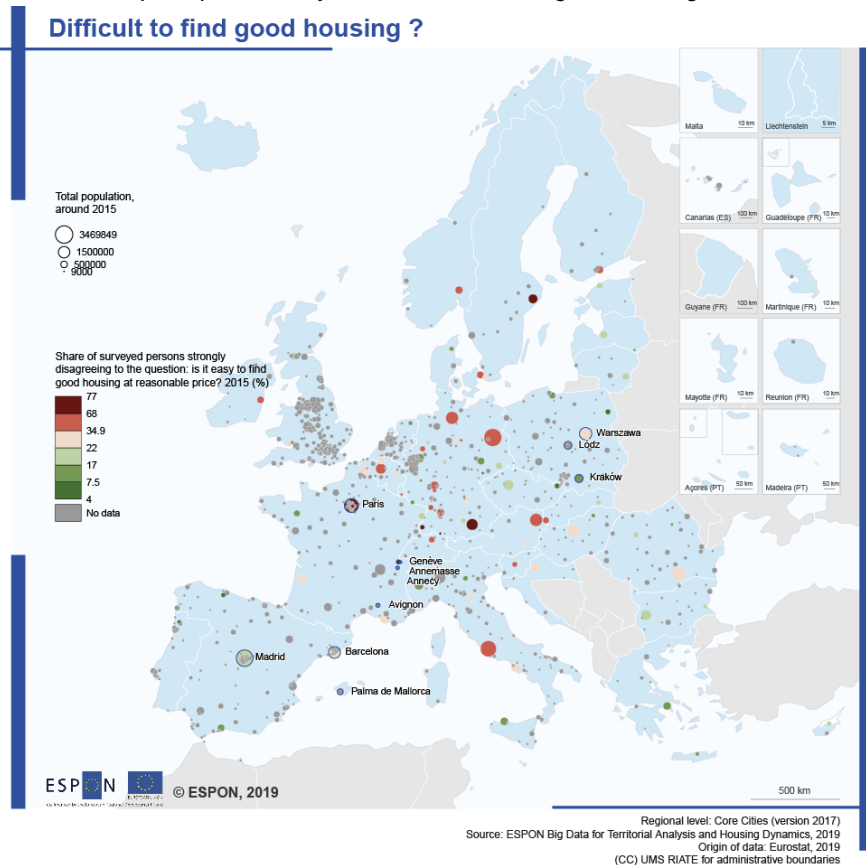 Difficult to find good housing ?
Malta
10 km
Liechtenstein
5 km
Canarias (ES)
100 km
Guadéloupe (FR)
10 km
Guyane (FR)
100 km
Martinique (FR)
10 km
Mayotte (FR)
10 km
Reunion (FR)
10 km
Açores (PT)
50 km
Madeira (PT)
50 km
Total population,
around 2015
3469849
1500000
500000
9000
Share of surveyed persons strongly
disagreeing to the question: is it easy to find
good housing at reasonable price? 2015 (%)
77
68
34.9
22
17
7.5
4
No data
Warszawa
Łódz
Kraków
Paris
Genève
Annemasse
Annecy
Avignon
Barcelona
Madrid
Palma de Mallorca
ESPON
© ESPON, 2019
500 km
Regional level: Core Cities (version 2017)
Source: ESPON Big Data for Territorial Analysis and Housing Dynamics, 2019
Origin of data: Eurostat, 2019
(CC) UMS RIATE for administrative boundaries